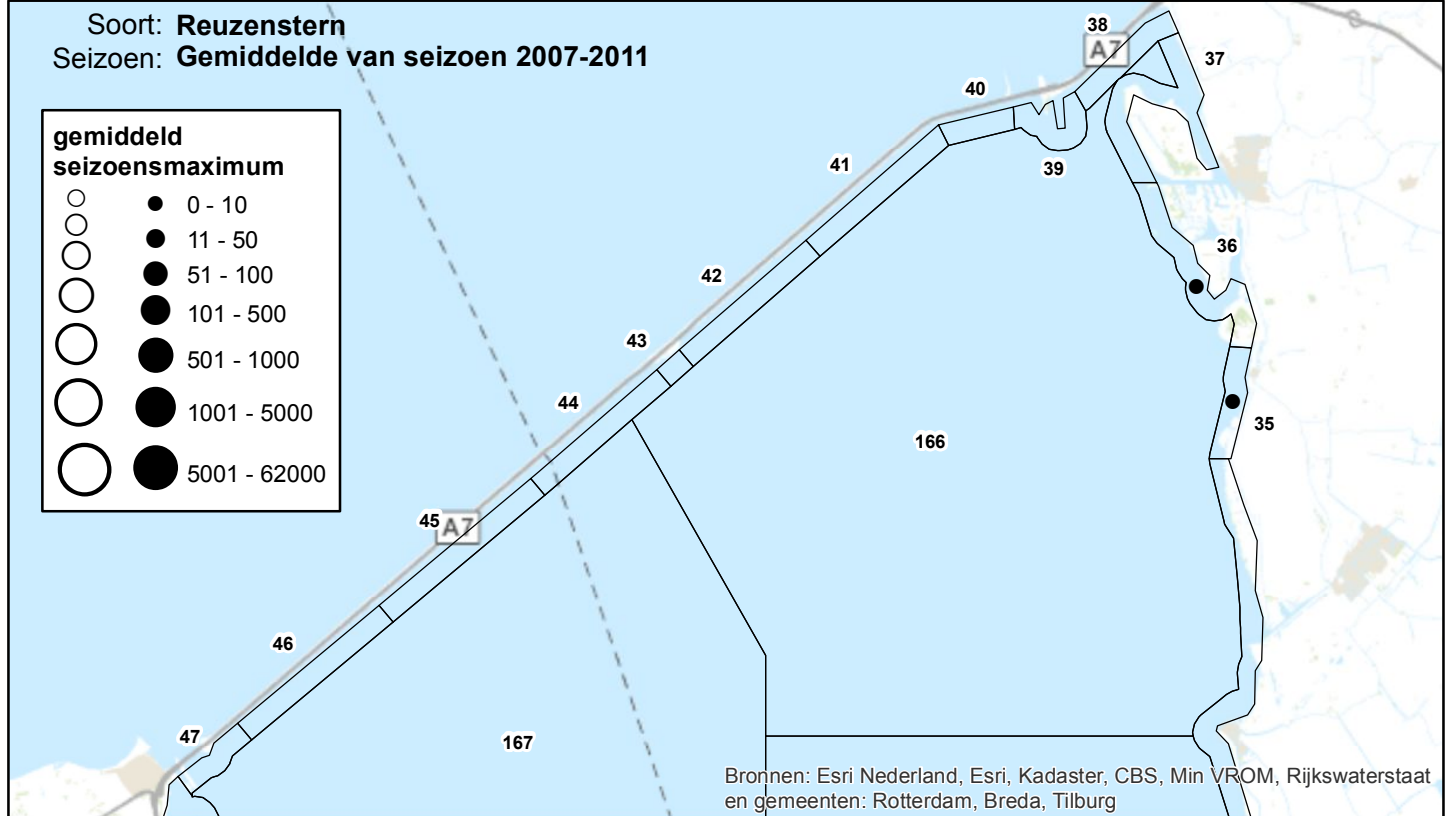 Soort: Reuzenstern
Seizoen: Gemiddelde van seizoen 2007-2011
gemiddeld
seizoensmaximum
0 - 10
11 - 50
51 - 100
101 - 500
501 - 1000
1001 - 5000
5001 - 62000
38
A7
37
40
39
41
36
42
43
44
35
166
45
A7
46
47
167
Bronnen: Esri Nederland, Esri, Kadaster, CBS, Min VROM, Rijkswaterstaat
en gemeenten: Rotterdam, Breda, Tilburg